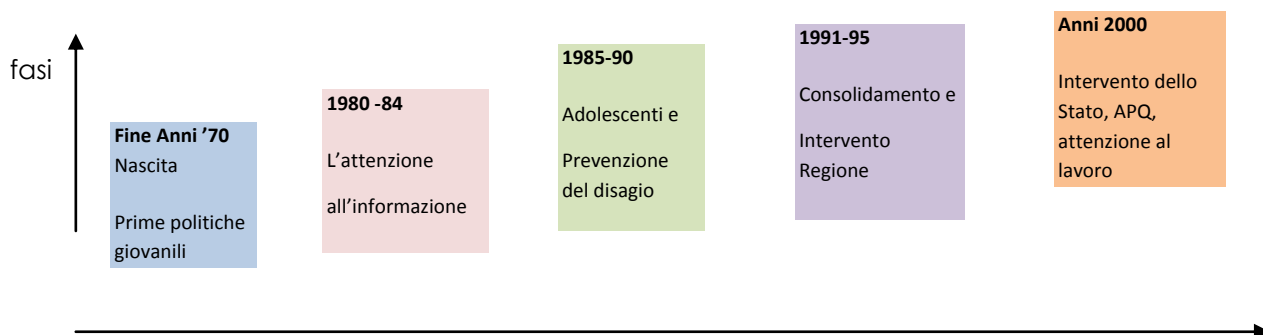 fasi
Fine Anni ’70
Nascita
Prime politiche
giovanili
1980 -84
L’attenzione
all’informazione
1985-90
Adolescenti e
Prevenzione
del disagio
1991-95
Consolidamento e
Intervento
Regione
Anni 2000
Intervento dello
Stato, APQ,
attenzione al
lavoro